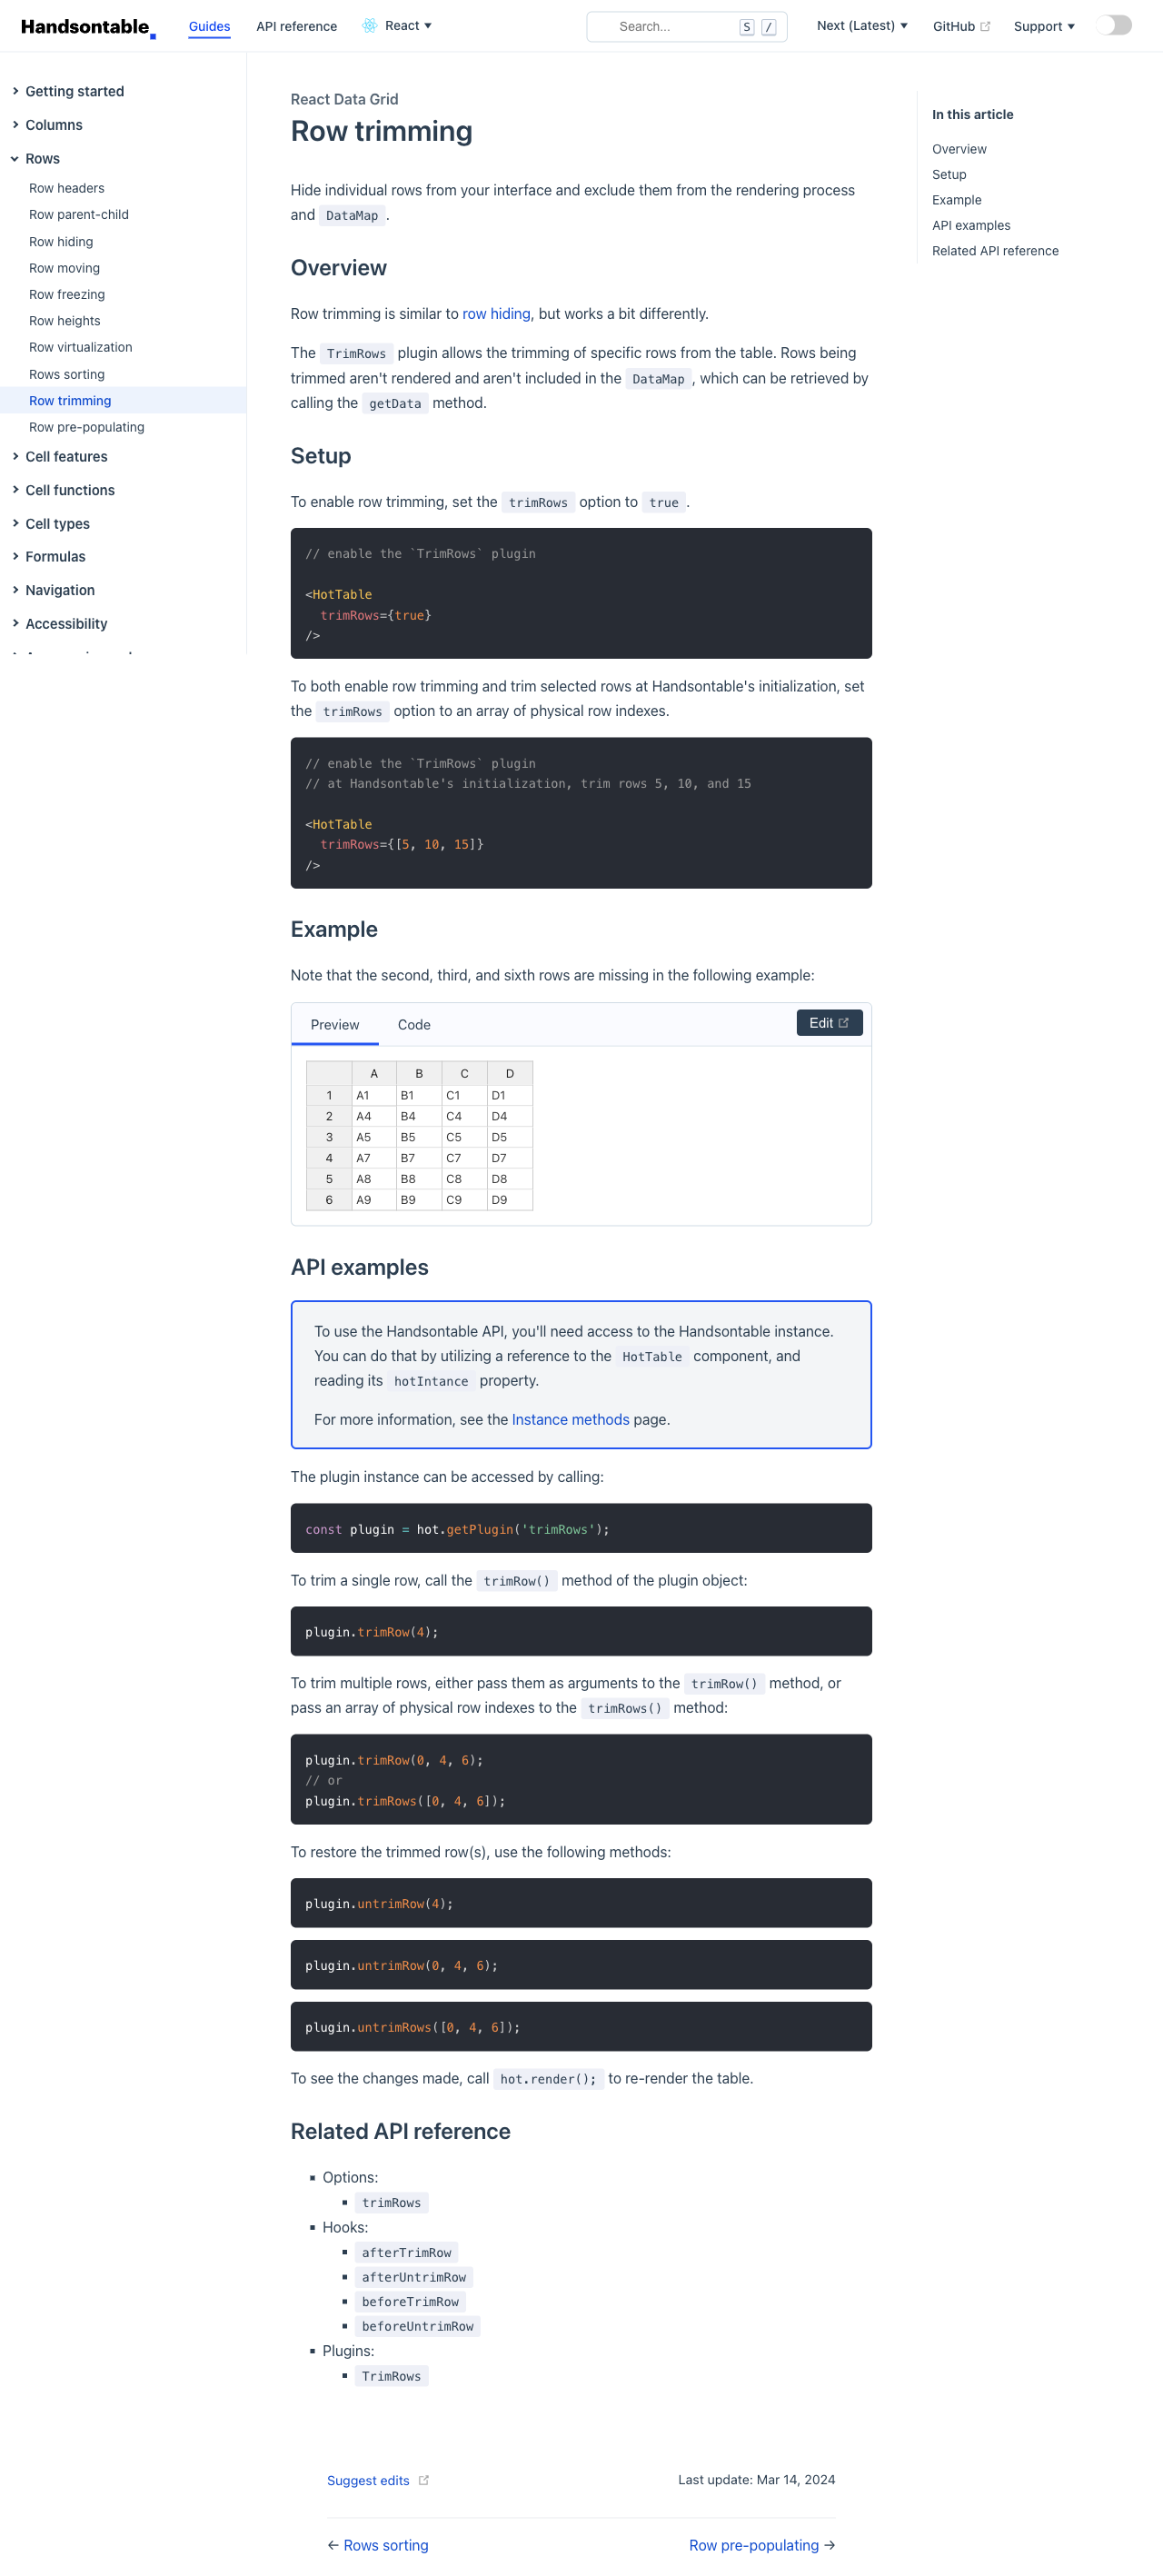 Handsontable
Guides
API reference
React
Search...
S
/
Next (Latest)
GitHub
Support
Getting started
Columns
Rows
Row headers
Row parent-child
Row hiding
Row moving
Row freezing
Row heights
Row virtualization
Rows sorting
Row trimming
Row pre-populating
Cell features
Cell functions
Cell types
Formulas
Navigation
Accessibility
React Data Grid
Row trimming
Hide individual rows from your interface and exclude them from the rendering process
and DataMap.
Overview
Row trimming is similar to row hiding, but works a bit differently.
The TrimRows plugin allows the trimming of specific rows from the table. Rows being
trimmed aren't rendered and aren't included in the DataMap, which can be retrieved by
calling the getData method.
Setup
To enable row trimming, set the trimRows option to true.
// enable the `TrimRows` plugin
<HotTable
trimRows={true}
/>
To both enable row trimming and trim selected rows at Handsontable's initialization, set
the trimRows option to an array of physical row indexes.
// enable the `TrimRows` plugin
// at Handsontable's initialization, trim rows 5, 10, and 15
<HotTable
trimRows={[5, 10, 15]}
/>
Example
Note that the second, third, and sixth rows are missing in the following example:
Preview
Code
Edit
A B C D
1 A1 B1 C1 D1
2 A4 B4 C4 D4
3 A5 B5 C5 D5
4 A7 B7 C7 D7
5 A8 B8 C8 D8
6 A9 B9 C9 D9
API examples
To use the Handsontable API, you'll need access to the Handsontable instance.
You can do that by utilizing a reference to the HotTable component, and
reading its hotIntance property.
For more information, see the Instance methods page.
The plugin instance can be accessed by calling:
const plugin = hot.getPlugin('trimRows');
To trim a single row, call the trimRow() method of the plugin object:
plugin.trimRow(4);
To trim multiple rows, either pass them as arguments to the trimRow() method, or
pass an array of physical row indexes to the trimRows() method:
plugin.trimRow(0, 4, 6);
// or
plugin.trimRows([0, 4, 6]);
To restore the trimmed row(s), use the following methods:
plugin.untrimRow(4);
plugin.untrimRow(0, 4, 6);
plugin.untrimRows([0, 4, 6]);
To see the changes made, call hot.render(); to re-render the table.
Related API reference
Options:
trimRows
Hooks:
afterTrimRow
afterUntrimRow
beforeTrimRow
beforeUntrimRow
Plugins:
TrimRows
Suggest edits
Last update: Mar 14, 2024
← Rows sorting
Row pre-populating →
In this article
Overview
Setup
Example
API examples
Related API reference